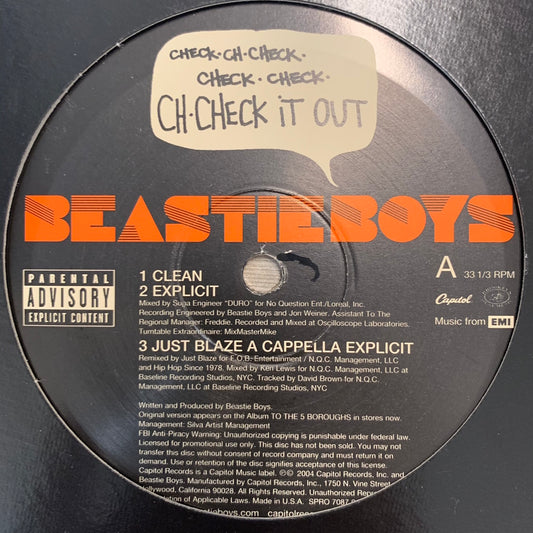 CHECK·CH-CHECK·
CHECK·CHECK·
CH-CHECK iT OUT
BEASTIE BOYS
PARENTAL
ADVISORY
EXPLICIT CONTENT
1 CLEAN
2 EXPLICIT
Mixed by Supa Engineer "DURO" for No Question Ent./Loreal, Inc.
Recording Engineered by Beastie Boys and Jon Weiner. Assistant To The
Regional Manager: Freddie. Recorded and Mixed at Oscilloscope Laboratories.
Turntable Extraordinaire: MixMasterMike
3 JUST BLAZE A CAPPELLA EXPLICIT
Remixed by Just Blaze for F.O.B. Entertainment / N.Q.C. Management, LLC
and Hip Hop Since 1978. Mixed by Ken Lewis for N.Q.C. Management, LLC at
Baseline Recording Studios, NYC. Tracked by David Brown for N.Q.C.
Management, LLC at Baseline Recording Studios, NYC
A 33 1/3 RPM
Capitol
Music from EMI
Written and Produced by Beastie Boys.
Original version appears on the Album TO THE 5 BOROUGHS in stores now.
Management: Silva Artist Management
FBI Anti-Piracy Warning: Unauthorized copying is punishable under federal law.
Licensed for promotional use only. This disc has not been sold. You may not
transfer this disc without consent of record company and must return it on
demand. Use or retention of the disc signifies acceptance of this license.
Capitol Records is a Capitol Music label. ℗© 2004 Capitol Records, Inc. and
Beastie Boys. Manufactured by Capitol Records, Inc., 1750 N. Vine Street
Hollywood, California 90028. All Rights Reserved. Unauthorized Repro
of Applicable Laws. Made in U.S.A. SPRO 7087
capitolrec